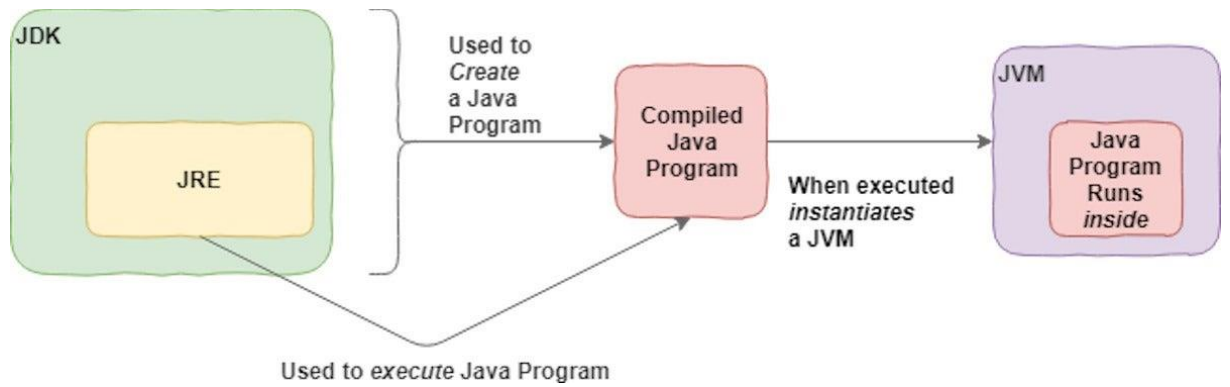 JDK
JRE
Used to
Create
a Java
Program
Compiled
Java
Program
When executed
instantiates
a JVM
JVM
Java
Program
Runs
inside
Used to execute Java Program